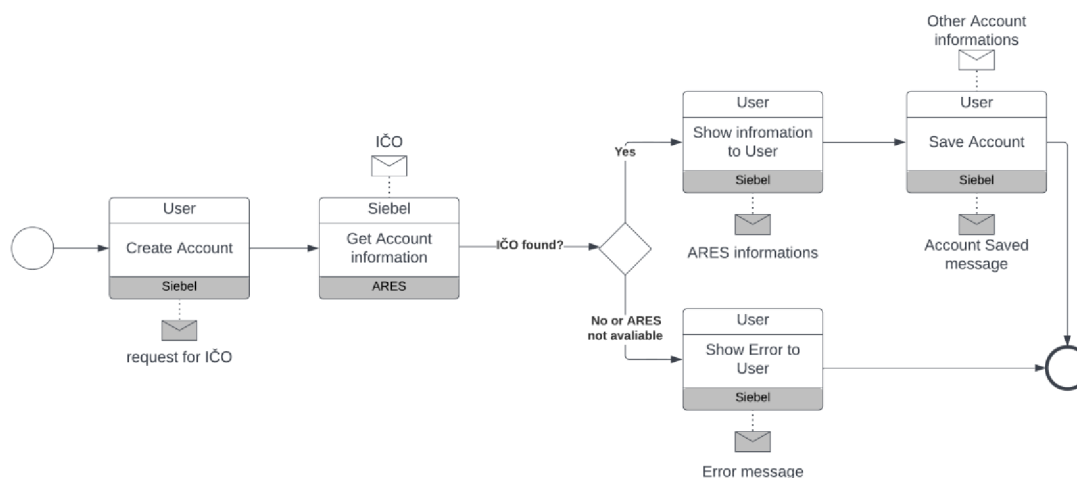 User
Create Account
Siebel
request for IČO
IČO
Siebel
Get Account
information
ARES
IČO found?
Yes
No or ARES
not avaliable
User
Show infromation
to User
Siebel
ARES informations
Other Account
informations
User
Save Account
Siebel
Account Saved
message
User
Show Error to
User
Siebel
Error message